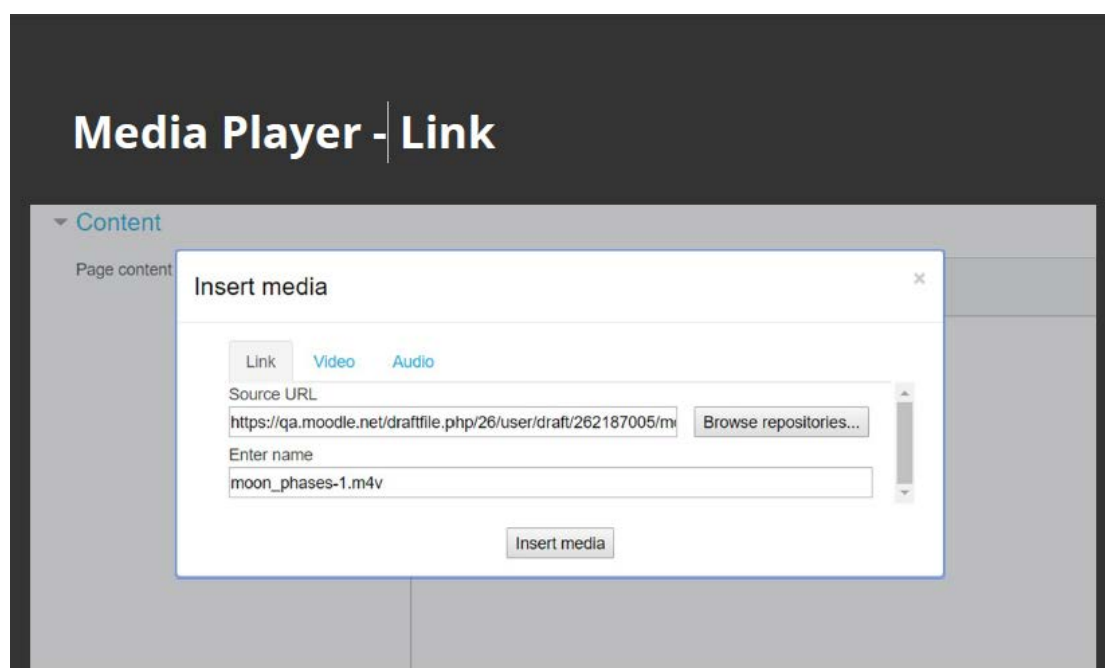 Media Player - Link
Content
Page content
Insert media
×
Link Video Audio
Source URL
https://qa.moodle.net/draftfile.php/26/user/draft/262187005/m Browse repositories...
Enter name
moon_phases-1.m4v
Insert media